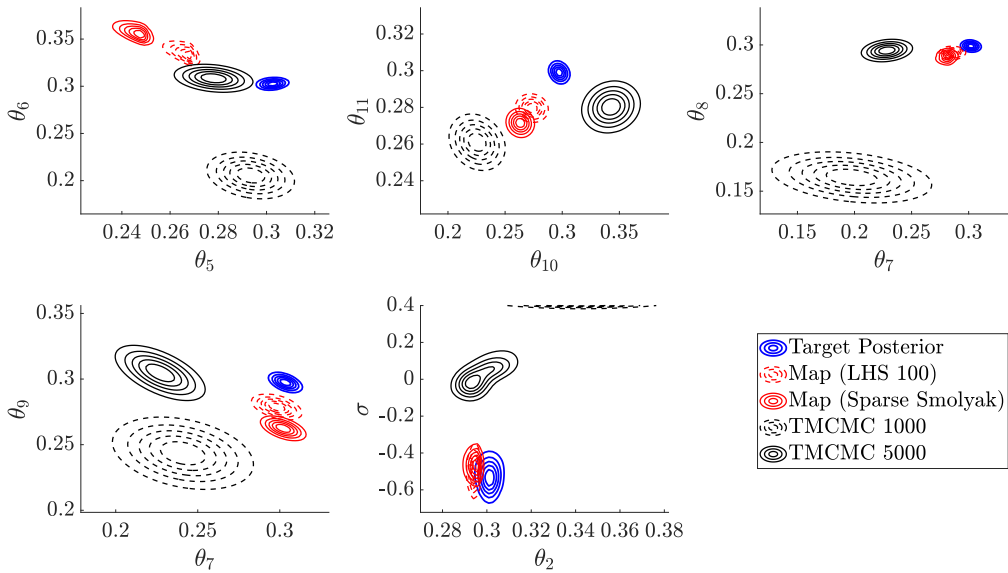 0.35
0.3
0.25
0.2
θ6
0.24 0.26 0.28 0.3 0.32
θ5
0.32
0.28
0.24
θ11
0.2 0.25 0.3 0.35
θ10
0.35
0.3
0.25
0.2
0.15
θ8
0.15 0.2 0.25 0.3
θ7
0.35
0.3
0.25
0.2
θ9
0.2 0.25 0.3
θ7
0.4
0.2
0
-0.2
-0.4
-0.6
σ
0.28 0.3 0.32 0.34 0.36 0.38
θ2
Target Posterior
Map (LHS 100)
Map (Sparse Smolyak)
TMCMC 1000
TMCMC 5000